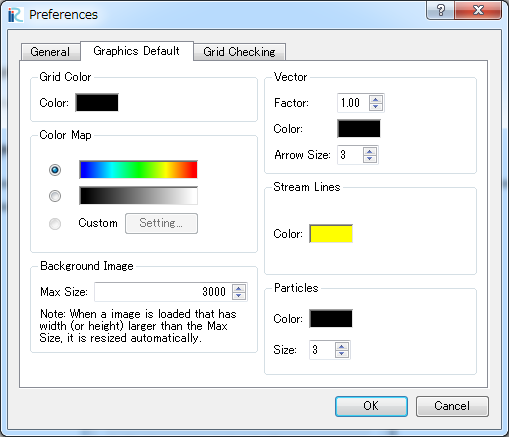 Preferences
General
Graphics Default
Grid Checking
Grid Color
Color:
Color Map
Custom
Setting...
Background Image
Max Size:
3000
Note: When a image is loaded that has
width (or height) larger than the Max
Size, it is resized automatically.
Vector
Factor:
1.00
Color:
Arrow Size:
3
Stream Lines
Color:
Particles
Color:
Size:
3
OK
Cancel